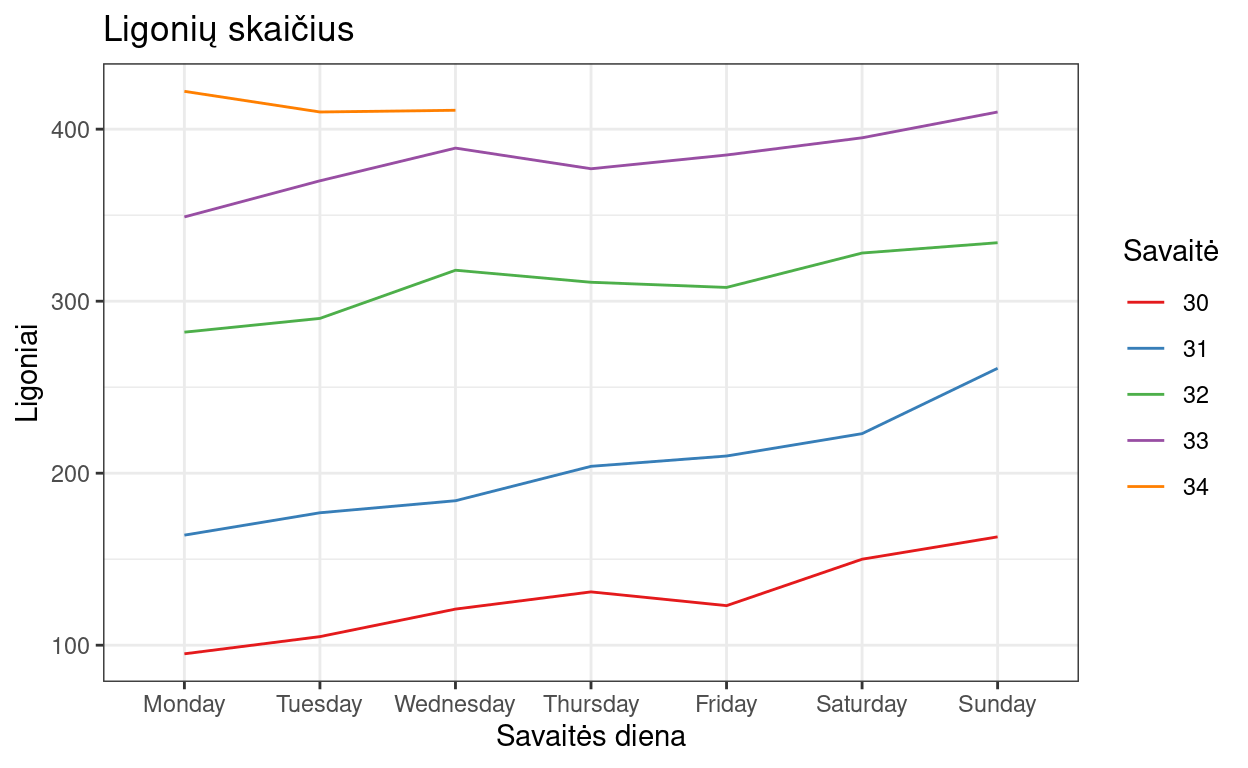 Ligonių skaičius
Ligoniai
400
300
200
100
Monday Tuesday Wednesday Thursday Friday Saturday Sunday
Savaitės diena
Savaitė
30
31
32
33
34